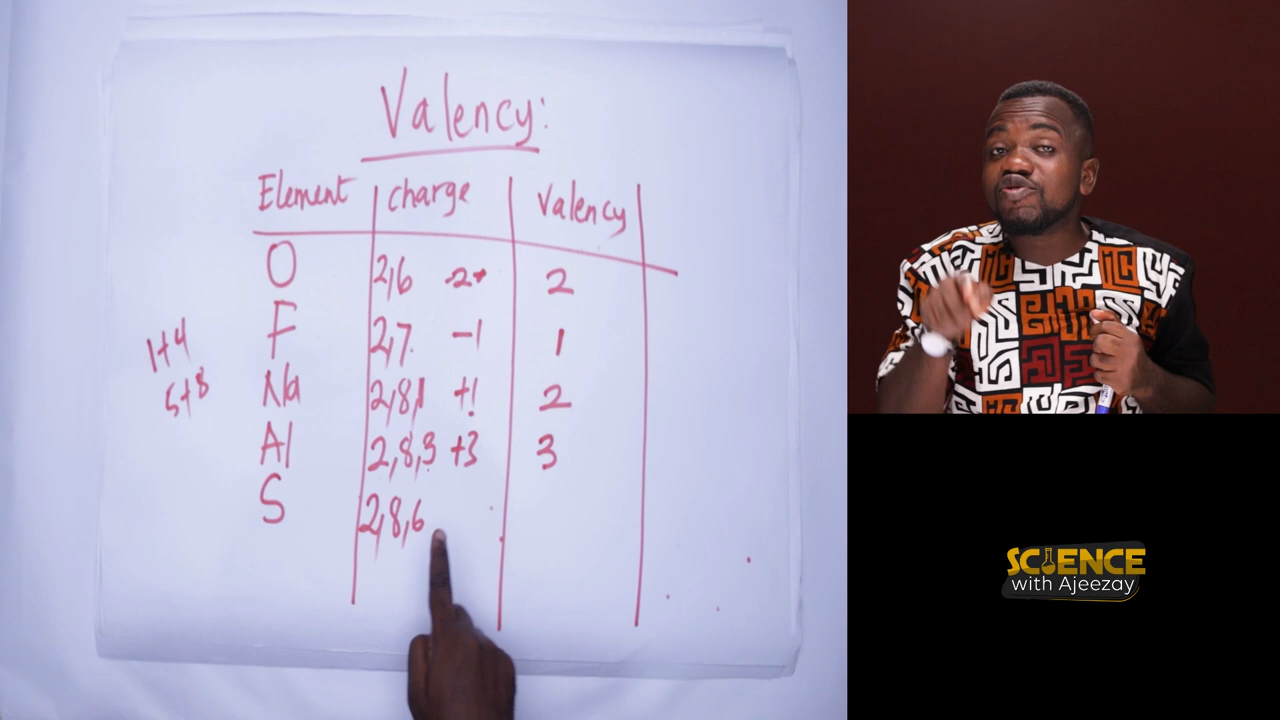 Valency:
Element charge Valency
O 2,6 -2+ 2
F 2,7. -1 1
1+4
Na 2,8,1 +1 2
5+8
Al 2,8,3 +3 3
S 2,8,6
SCIENCE
with Ajeezay